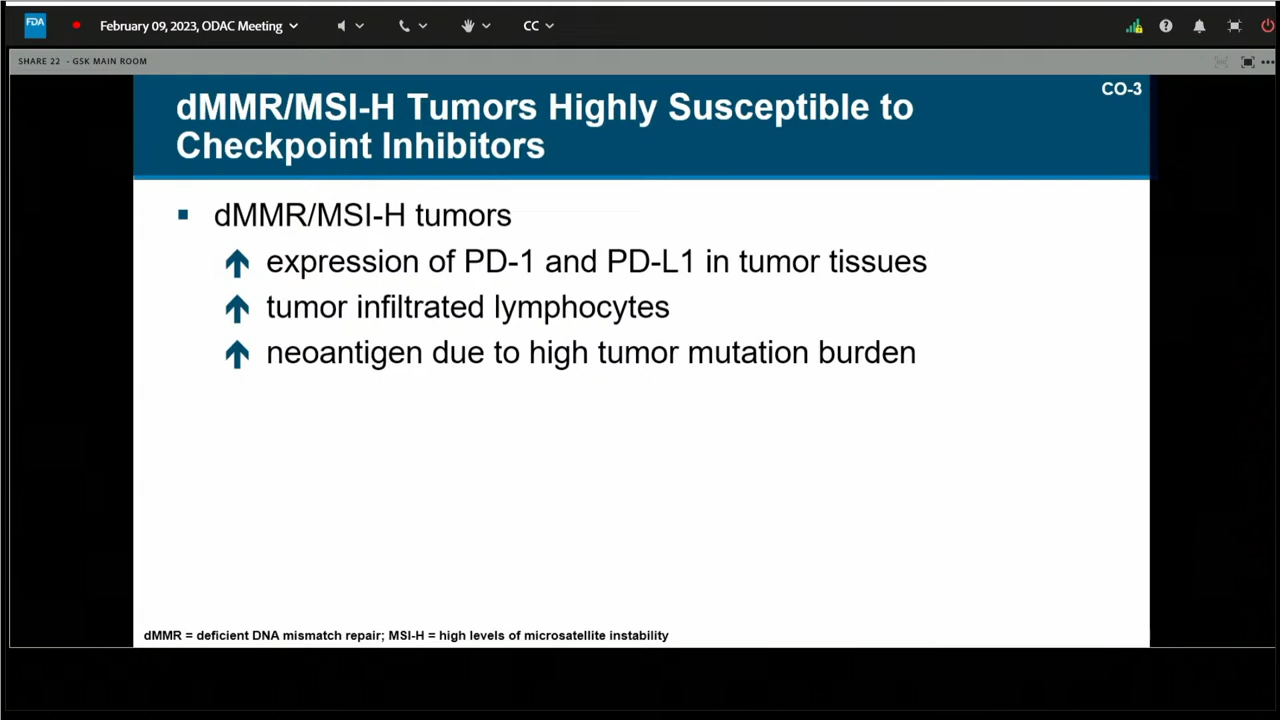 FDA
February 09, 2023, ODAC Meeting
CC
SHARE 22 - GSK MAIN ROOM
CO-3
dMMR/MSI-H Tumors Highly Susceptible to
Checkpoint Inhibitors
dMMR/MSI-H tumors
expression of PD-1 and PD-L1 in tumor tissues
tumor infiltrated lymphocytes
neoantigen due to high tumor mutation burden
dMMR = deficient DNA mismatch repair; MSI-H = high levels of microsatellite instability